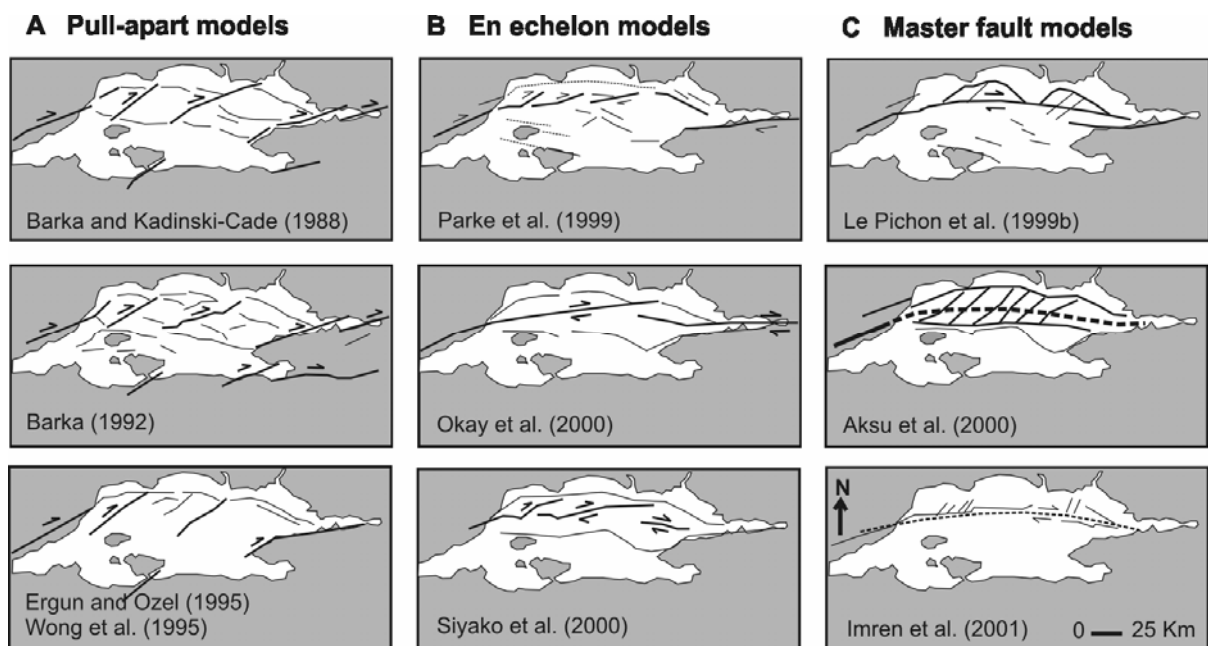 A Pull-apart models
B En echelon models
C Master fault models
Barka and Kadinski-Cade (1988)
Parke et al. (1999)
Le Pichon et al. (1999b)
Barka (1992)
Okay et al. (2000)
Aksu et al. (2000)
Ergun and Ozel (1995)
Wong et al. (1995)
Siyako et al. (2000)
N
Imren et al. (2001)
0 25 Km